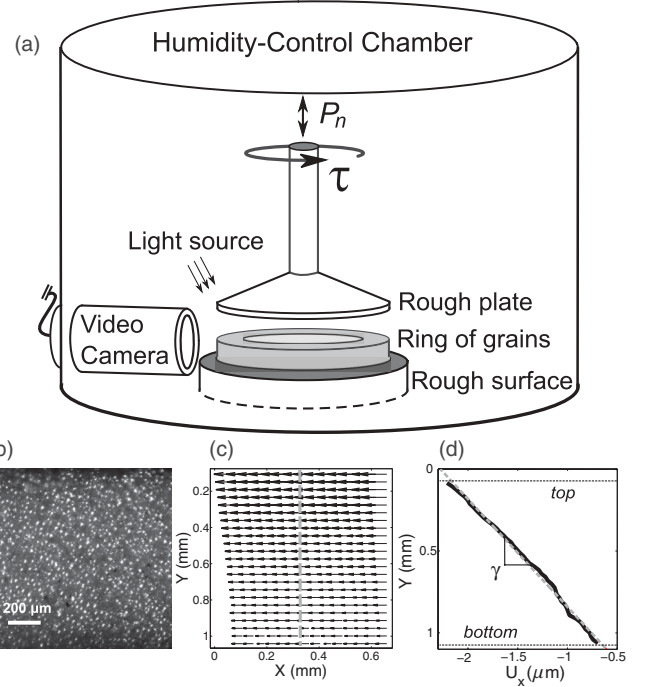 (a)
Humidity-Control Chamber
Pn
τ
Light source
Rough plate
Video
Camera
Ring of grains
Rough surface
b)
200 µm
(c)
Y (mm)
0.2
0.4
0.6
0.8
1
0 0.2 0.4 0.6
X (mm)
(d)
Y (mm)
0
0.5
1
top
γ
bottom
−2 −1.5 −1 −0.5
Ux(µm)